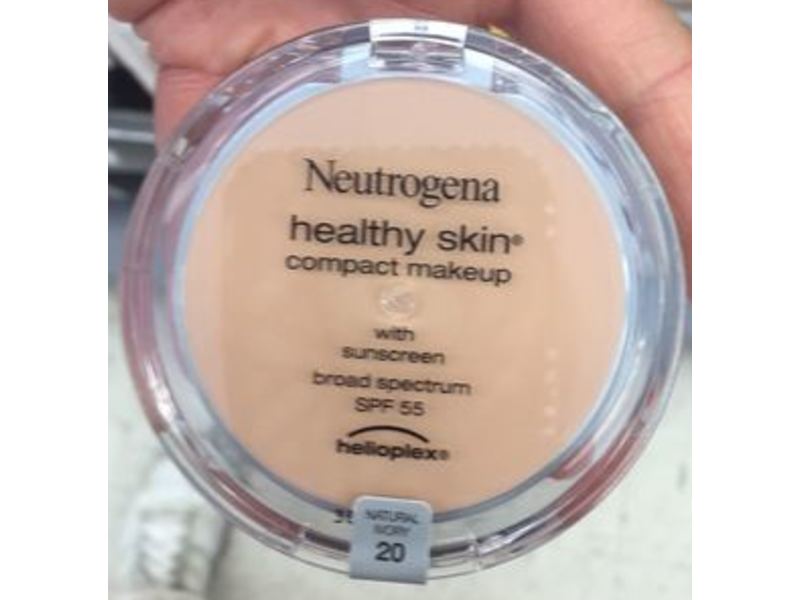 Neutrogena
healthy skin®
compact makeup
with
sunscreen
broad spectrum
SPF 55
helioplex®
NATURAL
IVORY
20